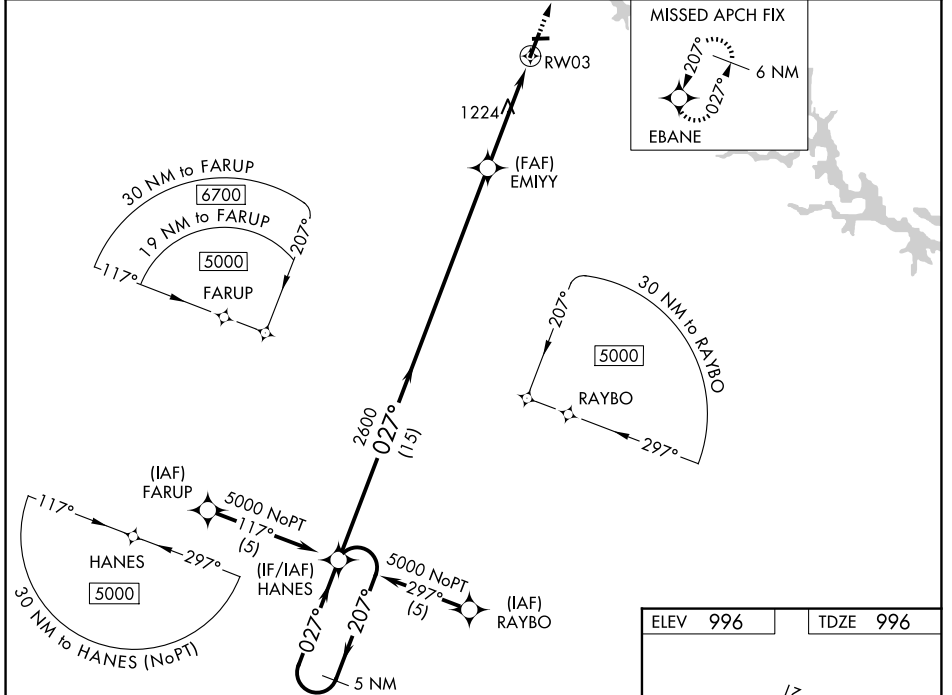 MISSED APCH FIX
207°
027°
6 NM
EBANE
RW03
1224
(FAF)
EMIYY
30 NM to FARUP
6700
19 NM to FARUP
5000
207°
117°
FARUP
30 NM to RAYBO
207°
5000
RAYBO
297°
2600
027°
(15)
(IAF)
FARUP
5000 NoPT
117°
(5)
(IF/IAF)
HANES
5000 NoPT
297°
(5)
(IAF)
RAYBO
117°
HANES
297°
5000
30 NM to HANES (NoPT)
027°
207°
5 NM
ELEV 996
TDZE 996